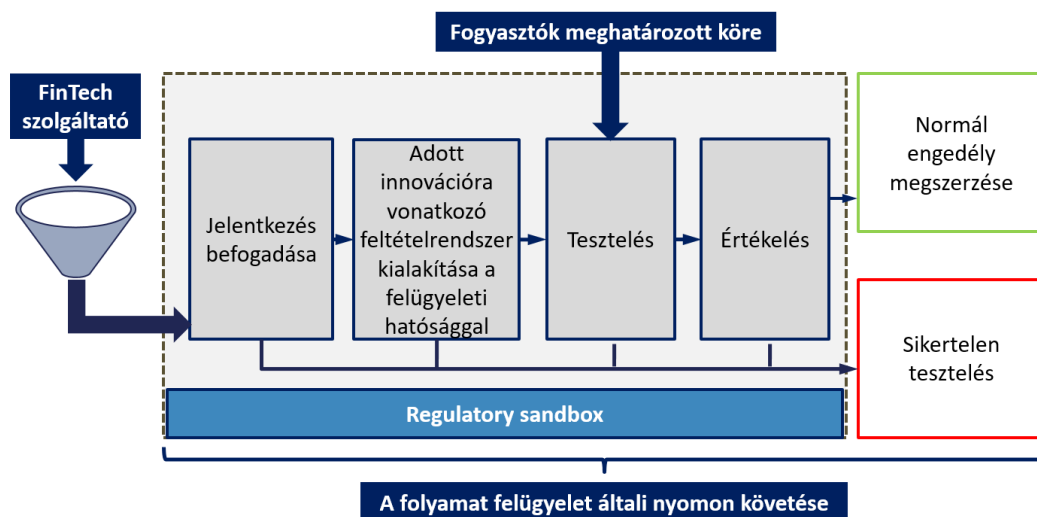 Fogyasztók meghatározott köre
FinTech
szolgáltató
Jelentkezés
befogadása
Adott
innovációra
vonatkozó
feltételrendszer
kialakítása a
felügyeleti
hatósággal
Tesztelés
Értékelés
Normál
engedély
megszerzése
Sikertelen
tesztelés
Regulatory sandbox
A folyamat felügyelet általi nyomon követése